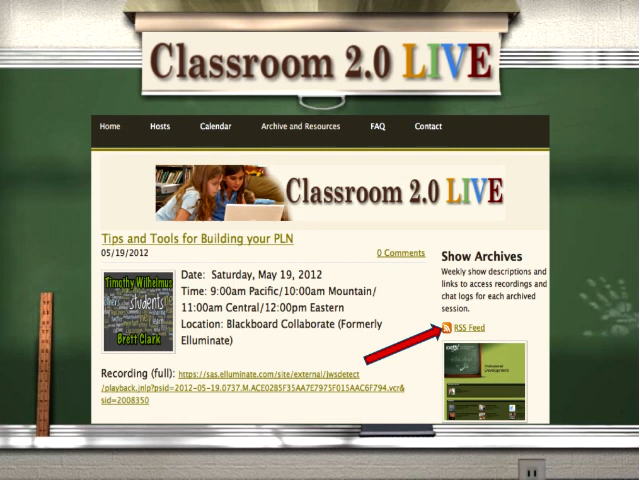 Classroom 2.0 LIVE
Home Hosts Calendar Archive and Resources FAQ Contact
Classroom 2.0 LIVE
Tips and Tools for Building your PLN
05/19/2012 0 Comments
Timothy Wilhelmus
students
Brett Clark
Date: Saturday, May 19, 2012
Time: 9:00am Pacific/10:00am Mountain/
11:00am Central/12:00pm Eastern
Location: Blackboard Collaborate (Formerly
Elluminate)
Recording (full): https://sas.elluminate.com/site/external/jwsdetect
/playback.jnlp?psid=2012-05-19.0737.M.ACE0285F35AA7E7975F015AAC6F794.vcr&
sid=2008350
Show Archives
Weekly show descriptions and
links to access recordings and
chat logs for each archived
session.
RSS Feed